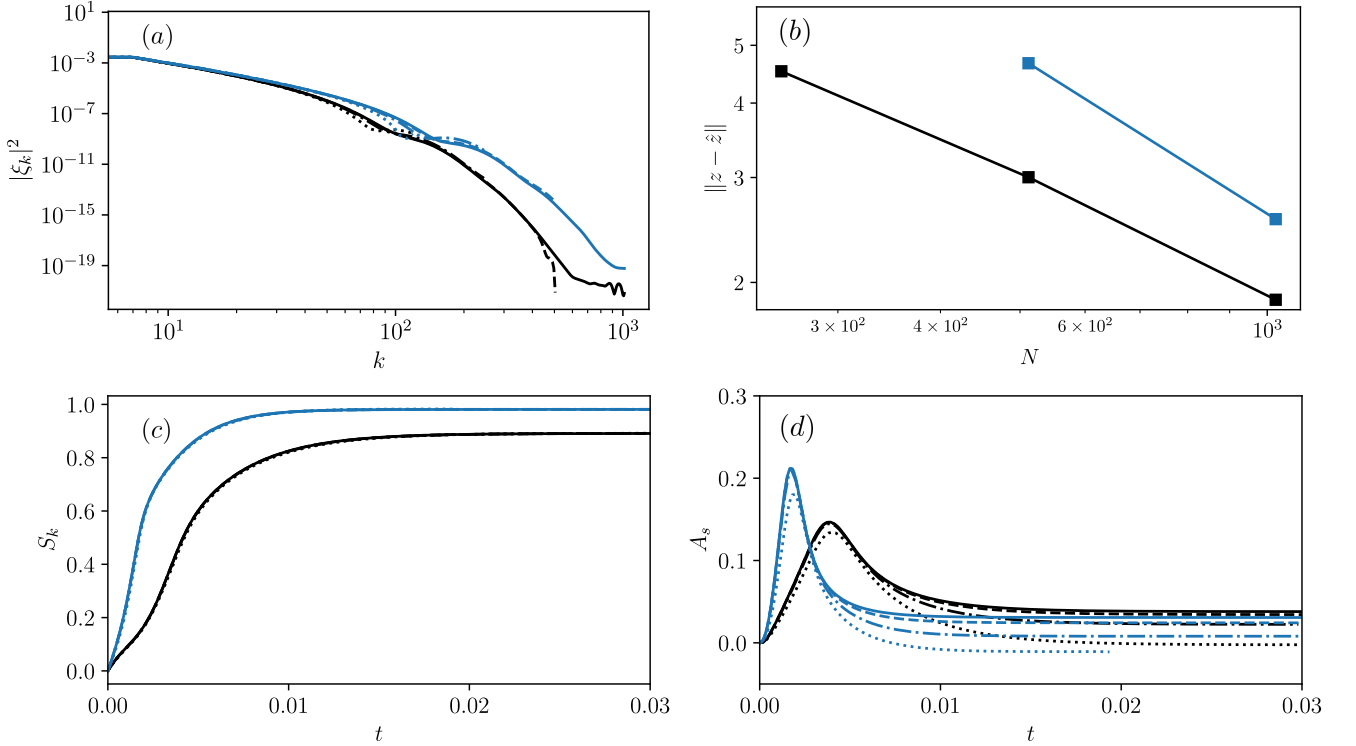 (a)
10^1
10^{-3}
10^{-7}
10^{-11}
10^{-15}
10^{-19}
|ξ_k|^2
10^1
10^2
10^3
k
(b)
5
4
3
2
||z − ẑ||
3 × 10^2
4 × 10^2
6 × 10^2
10^3
N
(c)
1.0
0.8
0.6
0.4
0.2
0.0
S_k
0.00
0.01
0.02
0.03
t
(d)
0.3
0.2
0.1
0.0
A_s
0.00
0.01
0.02
0.03
t